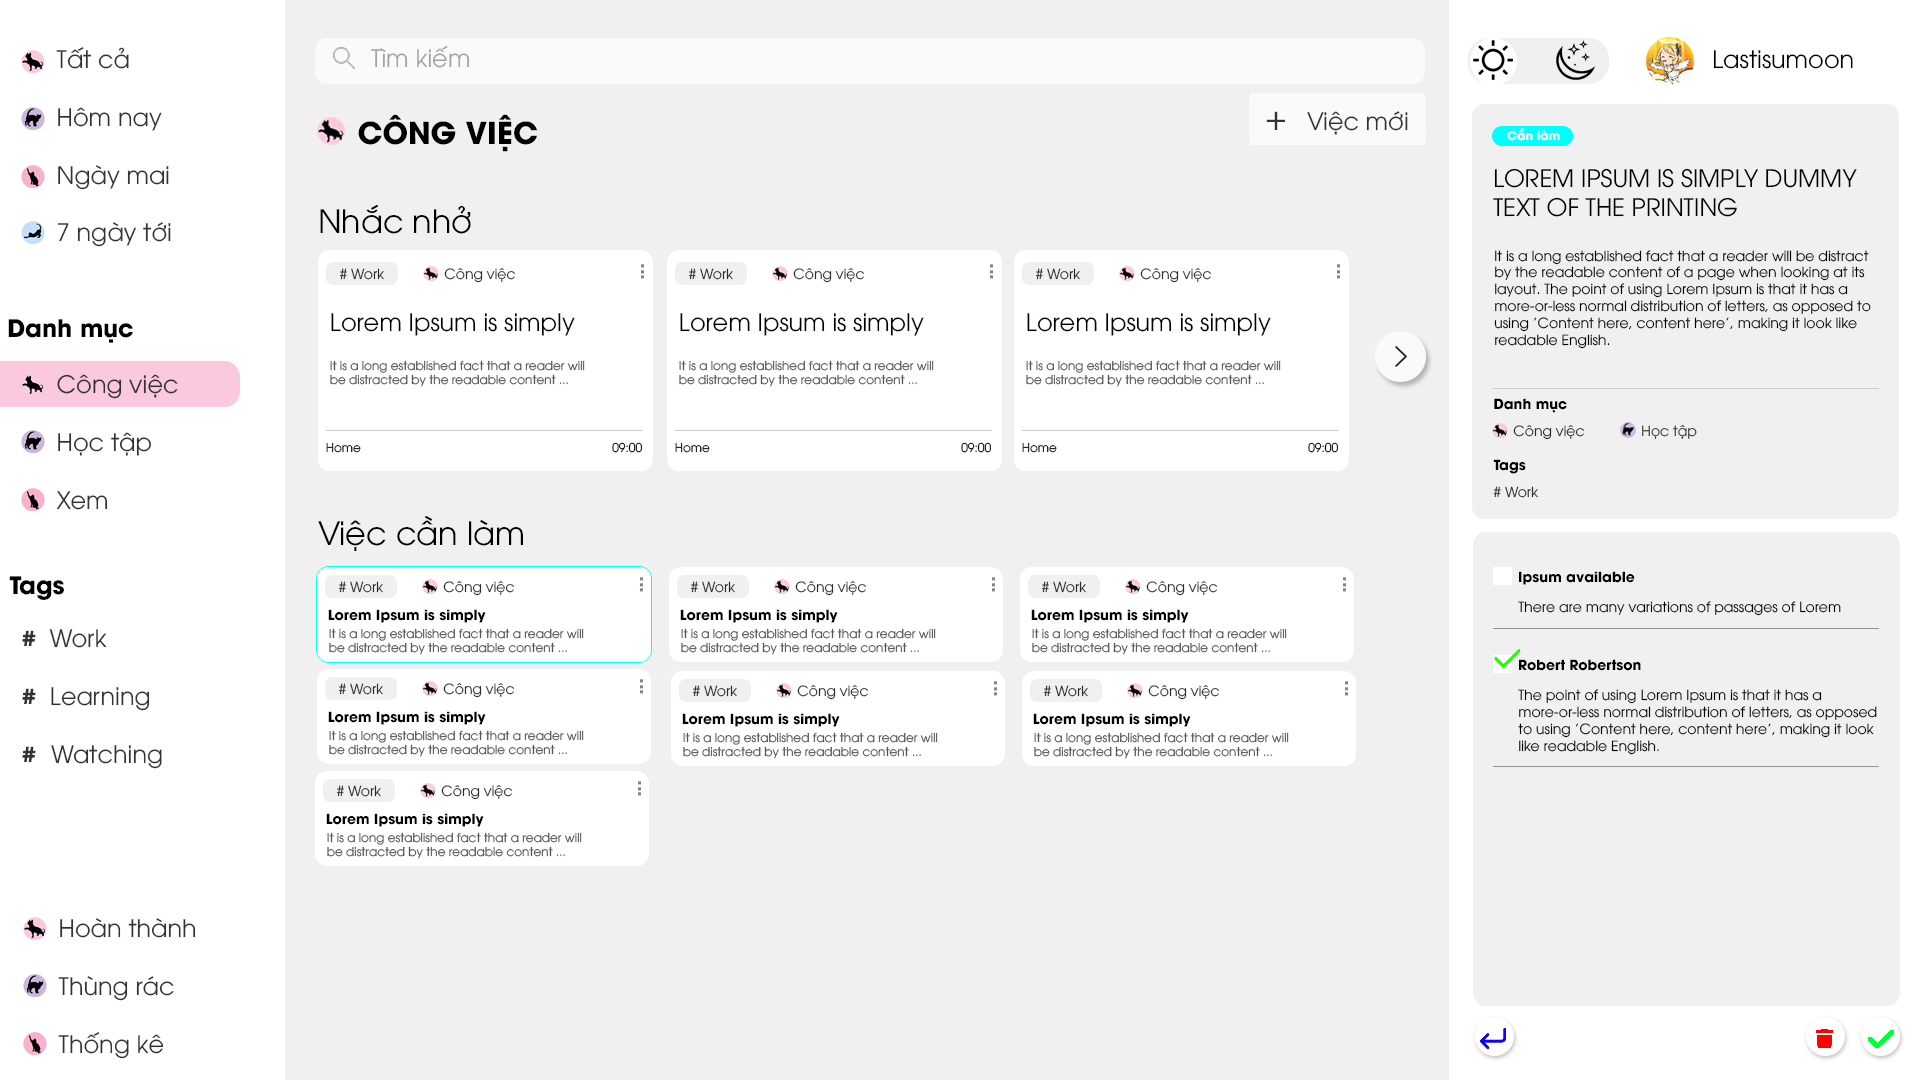 Tất cả
Hôm nay
Ngày mai
7 ngày tới
Danh mục
Công việc
Học tập
Xem
Tags
# Work
# Learning
# Watching
Hoàn thành
Thùng rác
Thống kê
Tìm kiếm
CÔNG VIỆC
+ Việc mới
Nhắc nhở
# Work Công việc
Lorem Ipsum is simply
It is a long established fact that a reader will
be distracted by the readable content ...
Home 09:00
# Work Công việc
Lorem Ipsum is simply
It is a long established fact that a reader will
be distracted by the readable content ...
Home 09:00
# Work Công việc
Lorem Ipsum is simply
It is a long established fact that a reader will
be distracted by the readable content ...
Home 09:00
Việc cần làm
# Work Công việc
Lorem Ipsum is simply
It is a long established fact that a reader will
be distracted by the readable content ...
# Work Công việc
Lorem Ipsum is simply
It is a long established fact that a reader will
be distracted by the readable content ...
# Work Công việc
Lorem Ipsum is simply
It is a long established fact that a reader will
be distracted by the readable content ...
# Work Công việc
Lorem Ipsum is simply
It is a long established fact that a reader will
be distracted by the readable content ...
# Work Công việc
Lorem Ipsum is simply
It is a long established fact that a reader will
be distracted by the readable content ...
# Work Công việc
Lorem Ipsum is simply
It is a long established fact that a reader will
be distracted by the readable content ...
# Work Công việc
Lorem Ipsum is simply
It is a long established fact that a reader will
be distracted by the readable content ...
Lastisumoon
Cần làm
LOREM IPSUM IS SIMPLY DUMMY
TEXT OF THE PRINTING
It is a long established fact that a reader will be distract
by the readable content of a page when looking at its
layout. The point of using Lorem Ipsum is that it has a
more-or-less normal distribution of letters, as opposed to
using 'Content here, content here', making it look like
readable English.
Danh mục
Công việc Học tập
Tags
# Work
Ipsum available
There are many variations of passages of Lorem
Robert Robertson
The point of using Lorem Ipsum is that it has a
more-or-less normal distribution of letters, as opposed
to using 'Content here, content here', making it look
like readable English.